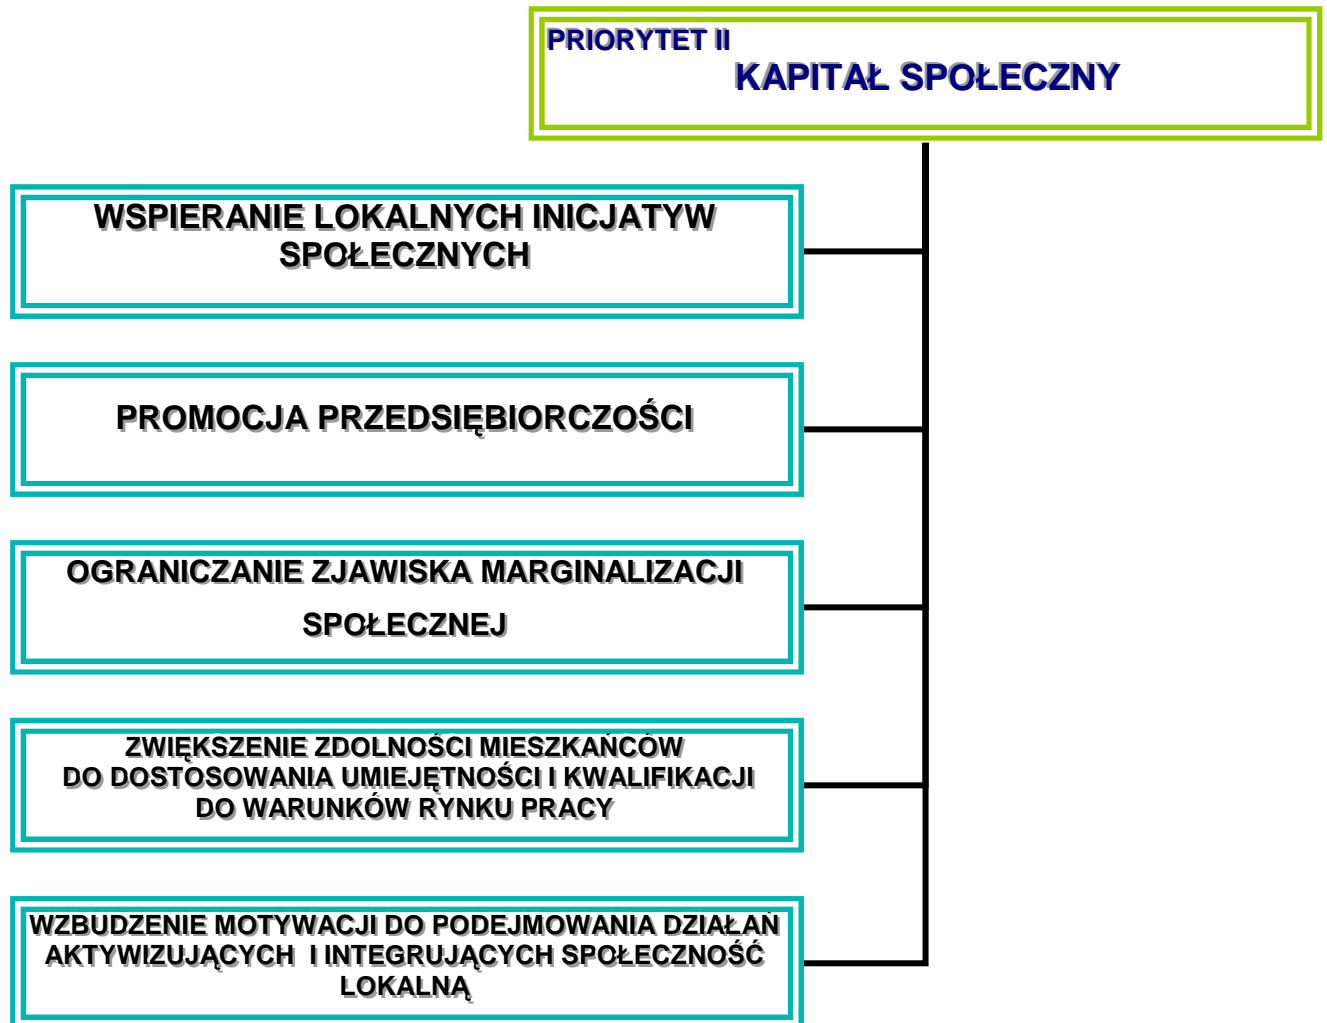 PRIORYTET II
KAPITAŁ SPOŁECZNY
WSPIERANIE LOKALNYCH INICJATYW
SPOŁECZNYCH
PROMOCJA PRZEDSIĘBIORCZOŚCI
OGRANICZANIE ZJAWISKA MARGINALIZACJI
SPOŁECZNEJ
ZWIĘKSZENIE ZDOLNOŚCI MIESZKAŃCÓW
DO DOSTOSOWANIA UMIEJĘTNOŚCI I KWALIFIKACJI
DO WARUNKÓW RYNKU PRACY
WZBUDZENIE MOTYWACJI DO PODEJMOWANIA DZIAŁAŃ
AKTYWIZUJĄCYCH I INTEGRUJĄCYCH SPOŁECZNOŚĆ
LOKALNĄ